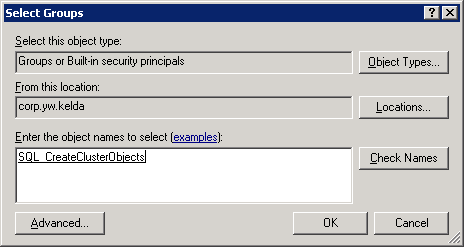 Select Groups
Select this object type:
Groups or Built-in security principals
Object Types...
From this location:
corp.yw.kelda
Locations...
Enter the object names to select (examples):
SQL_CreateClusterObjects
Check Names
Advanced...
OK
Cancel